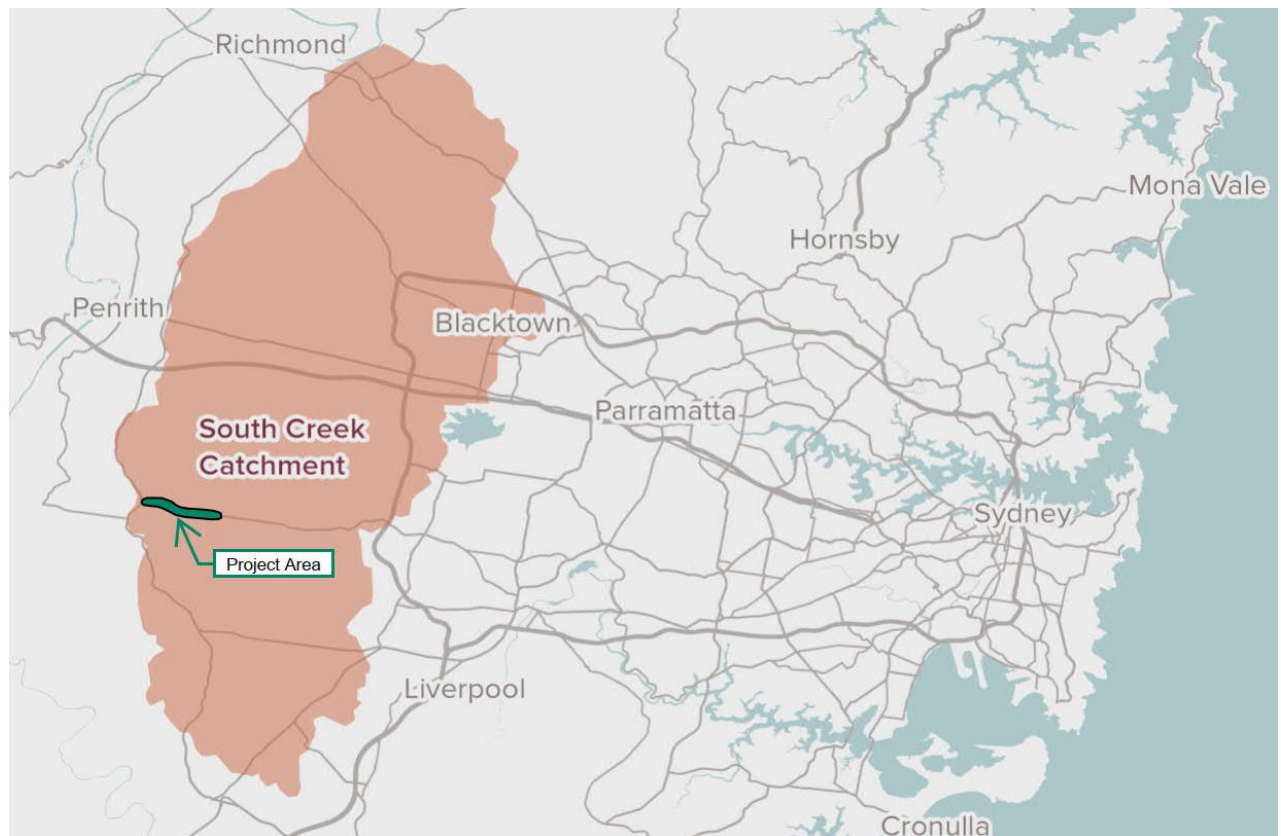 Richmond
Mona Vale
Hornsby
Penrith
Blacktown
Parramatta
South Creek
Catchment
Sydney
Project Area
Liverpool
Cronulla